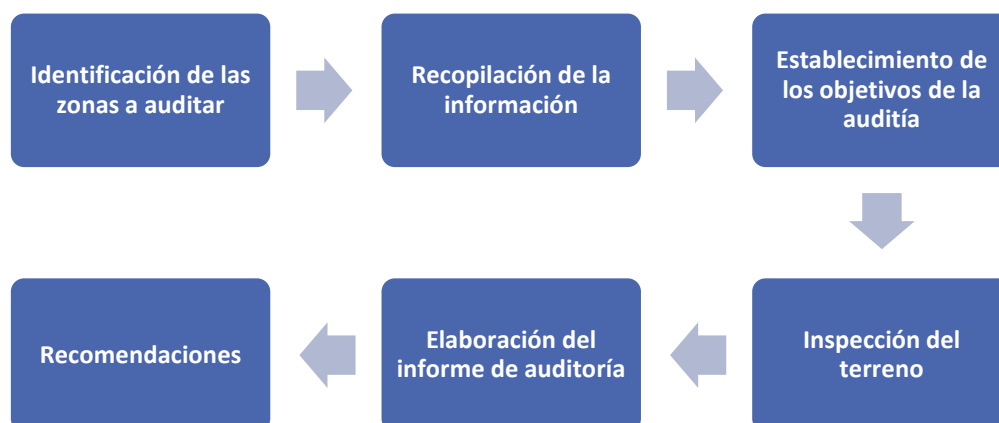 Identificación de las
zonas a auditar
Recopilación de la
información
Establecimiento de
los objetivos de la
auditía
Inspección del
terreno
Elaboración del
informe de auditoría
Recomendaciones